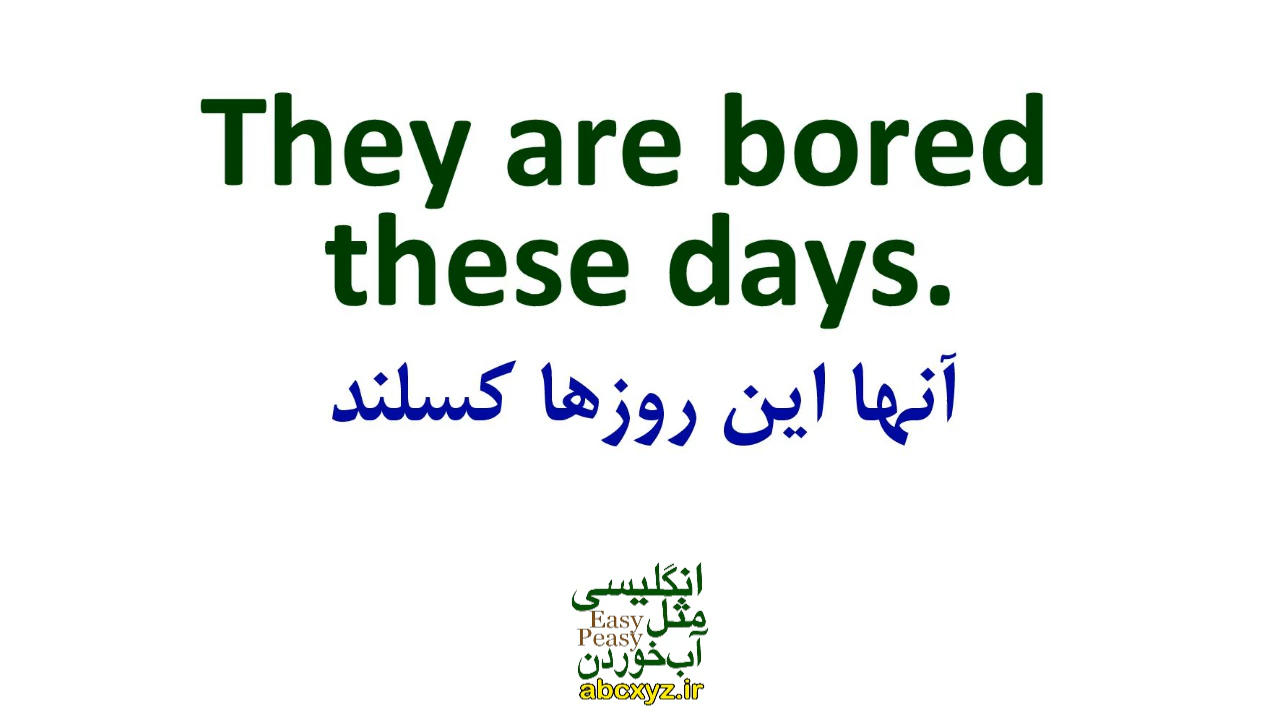 They are bored
these days.
آنها این روزها کسلند
انگلیسی
مثل
Easy
Peasy
آب‌خوردن
abcxyz.ir